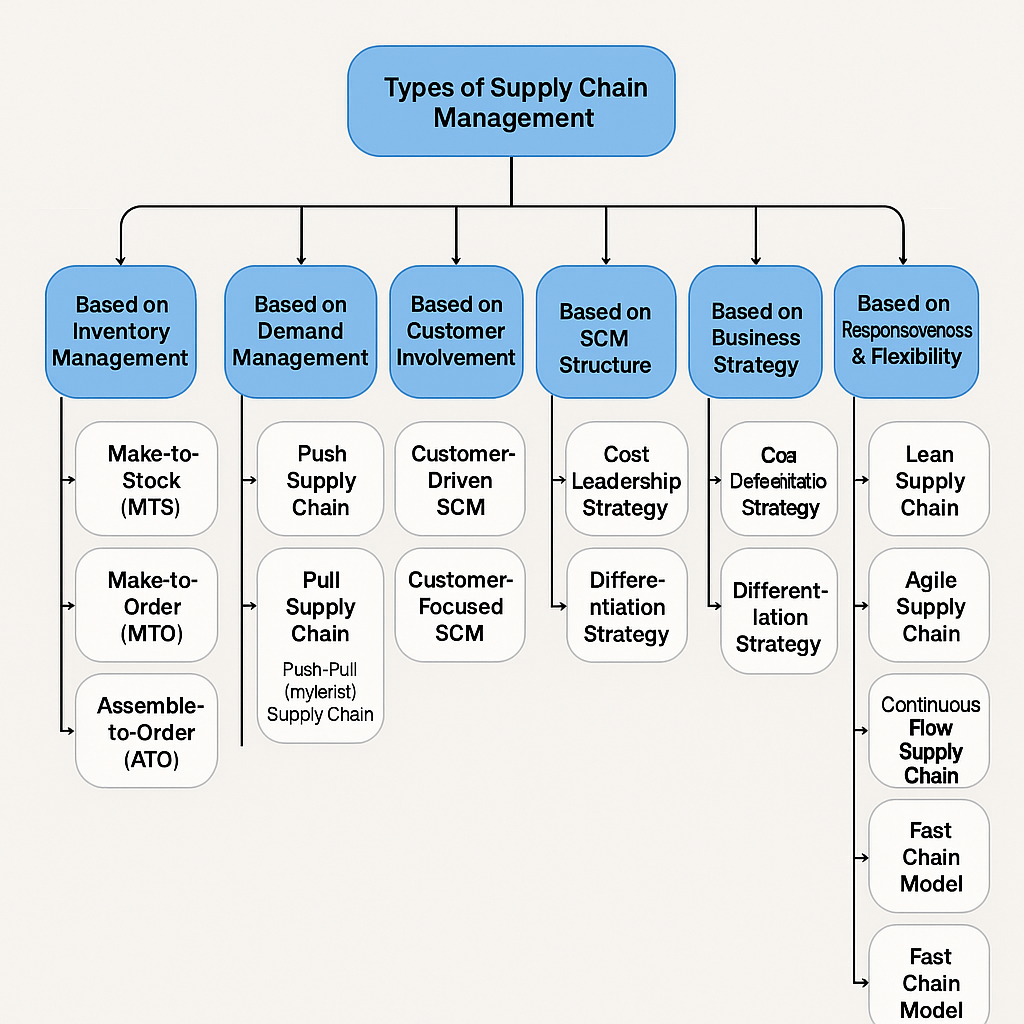 Types of Supply Chain
Management
Based on
Inventory
Management
Based on
Demand
Management
Based on
Customer
Involvement
Based on
SCM
Structure
Based on
Business
Strategy
Based on
Responsoveness
& Flexibility
Make-to-
Stock
(MTS)
Make-to-
Order
(MTO)
Assemble-
to-Order
(ATO)
Push
Supply
Chain
Pull
Supply
Chain
Push-Pull
(mylerist)
Supply Chain
Customer-
Driven
SCM
Customer-
Focused
SCM
Cost
Leadership
Strategy
Differe-
ntiation
Strategy
Strategy
Different-
lation
Strategy
Lean
Supply
Chain
Agile
Supply
Chain
Continuous
Flow
Supply
Chain
Fast
Chain
Model
Fast
Chain
Model